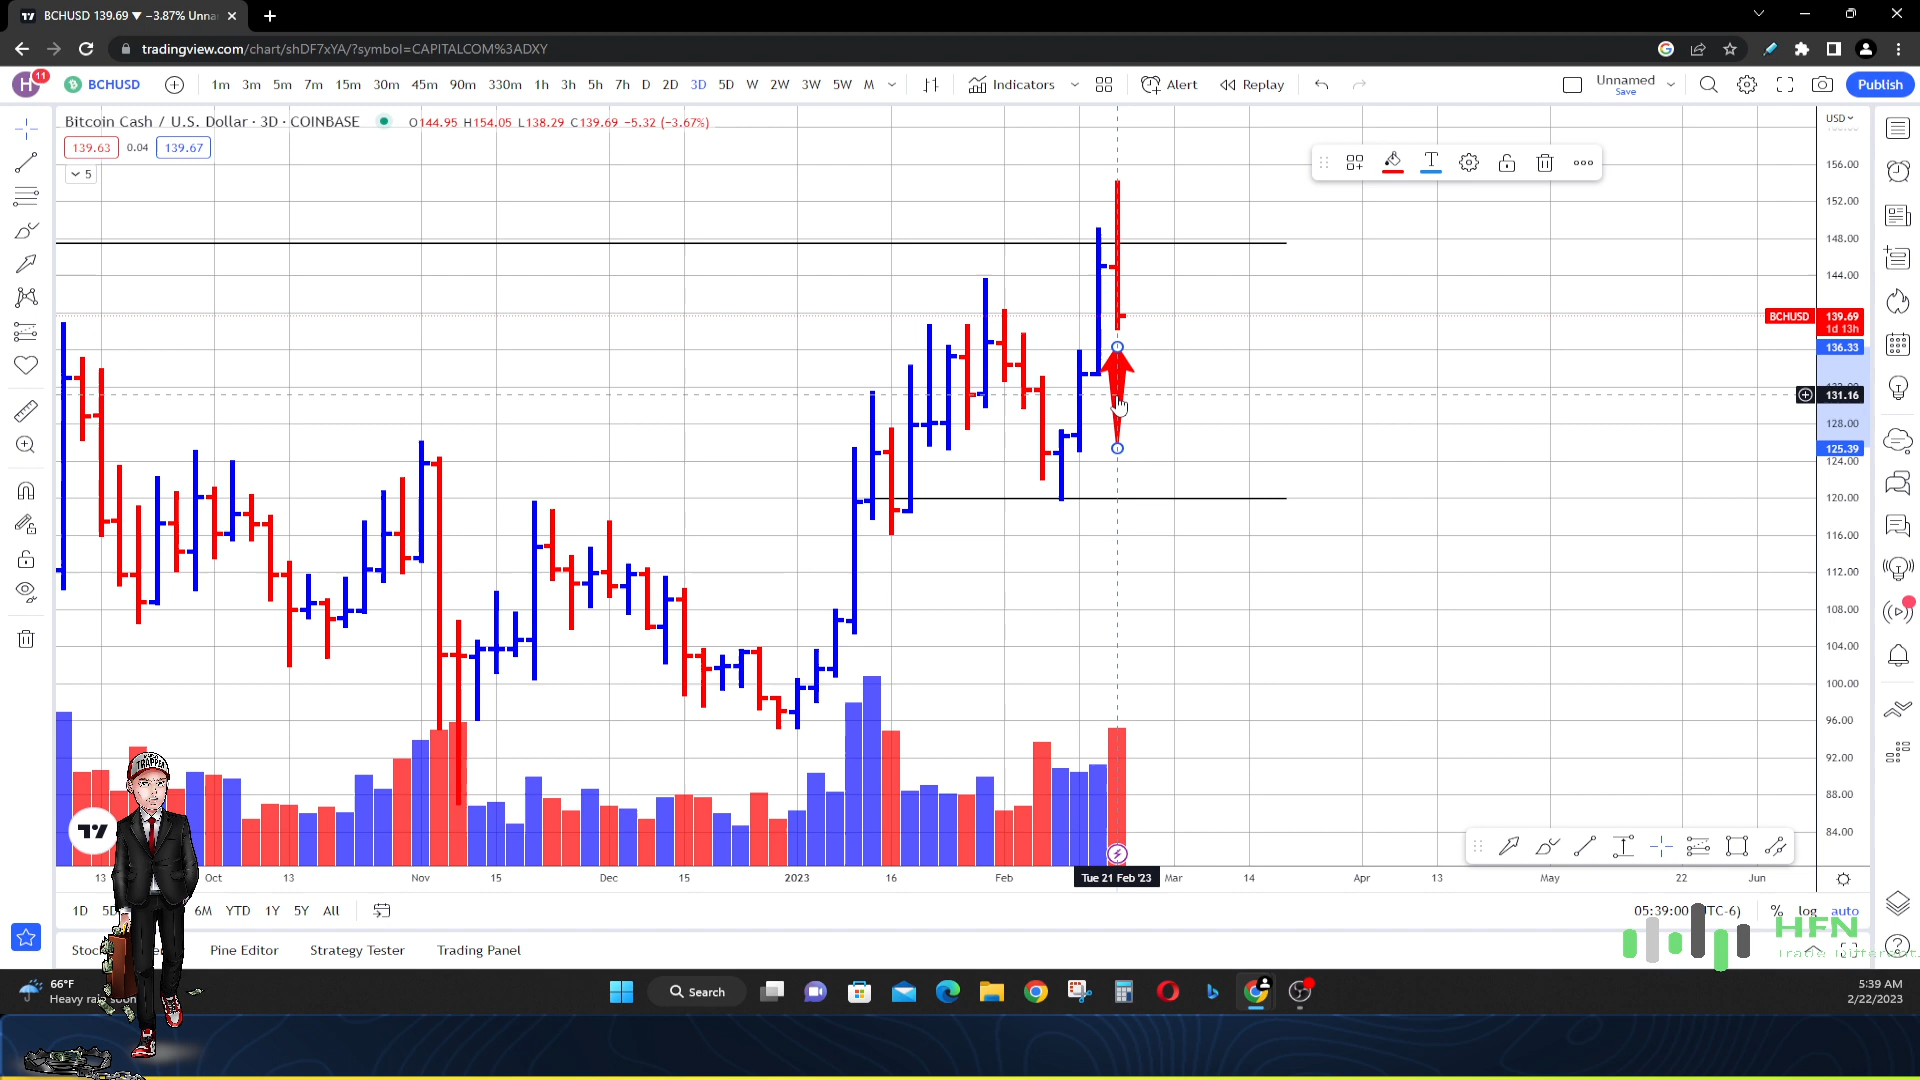 BCHUSD 139.69 ▼ −3.87% Unna
tradingview.com/chart/shDF7xYA/?symbol=CAPITALCOM%3ADXY
H 11 BCHUSD 1m 3m 5m 7m 15m 30m 45m 90m 330m 1h 3h 5h 7h D 2D 3D 5D W 2W 3W 5W M Indicators Alert Replay Unnamed Save Publish
Bitcoin Cash / U.S. Dollar · 3D · COINBASE O144.95 H154.05 L138.29 C139.69 −5.32 (−3.67%)
139.63 0.04 139.67
5
USD
156.00
152.00
148.00
144.00
BCHUSD 139.69
1d 13h
136.33
131.16
128.00
125.39
124.00
120.00
116.00
112.00
108.00
104.00
100.00
96.00
92.00
88.00
84.00
TRAPPER
13 Oct 13 Nov 15 Dec 15 2023 16 Feb Tue 21 Feb '23 Mar 14 Apr 13 May 22 Jun
1D 6M YTD 1Y 5Y All 05:39:00 % log auto
HFN
Trade Different.
Pine Editor Strategy Tester Trading Panel
66°F
Heavy rain soon
Search
5:39 AM
2/22/2023